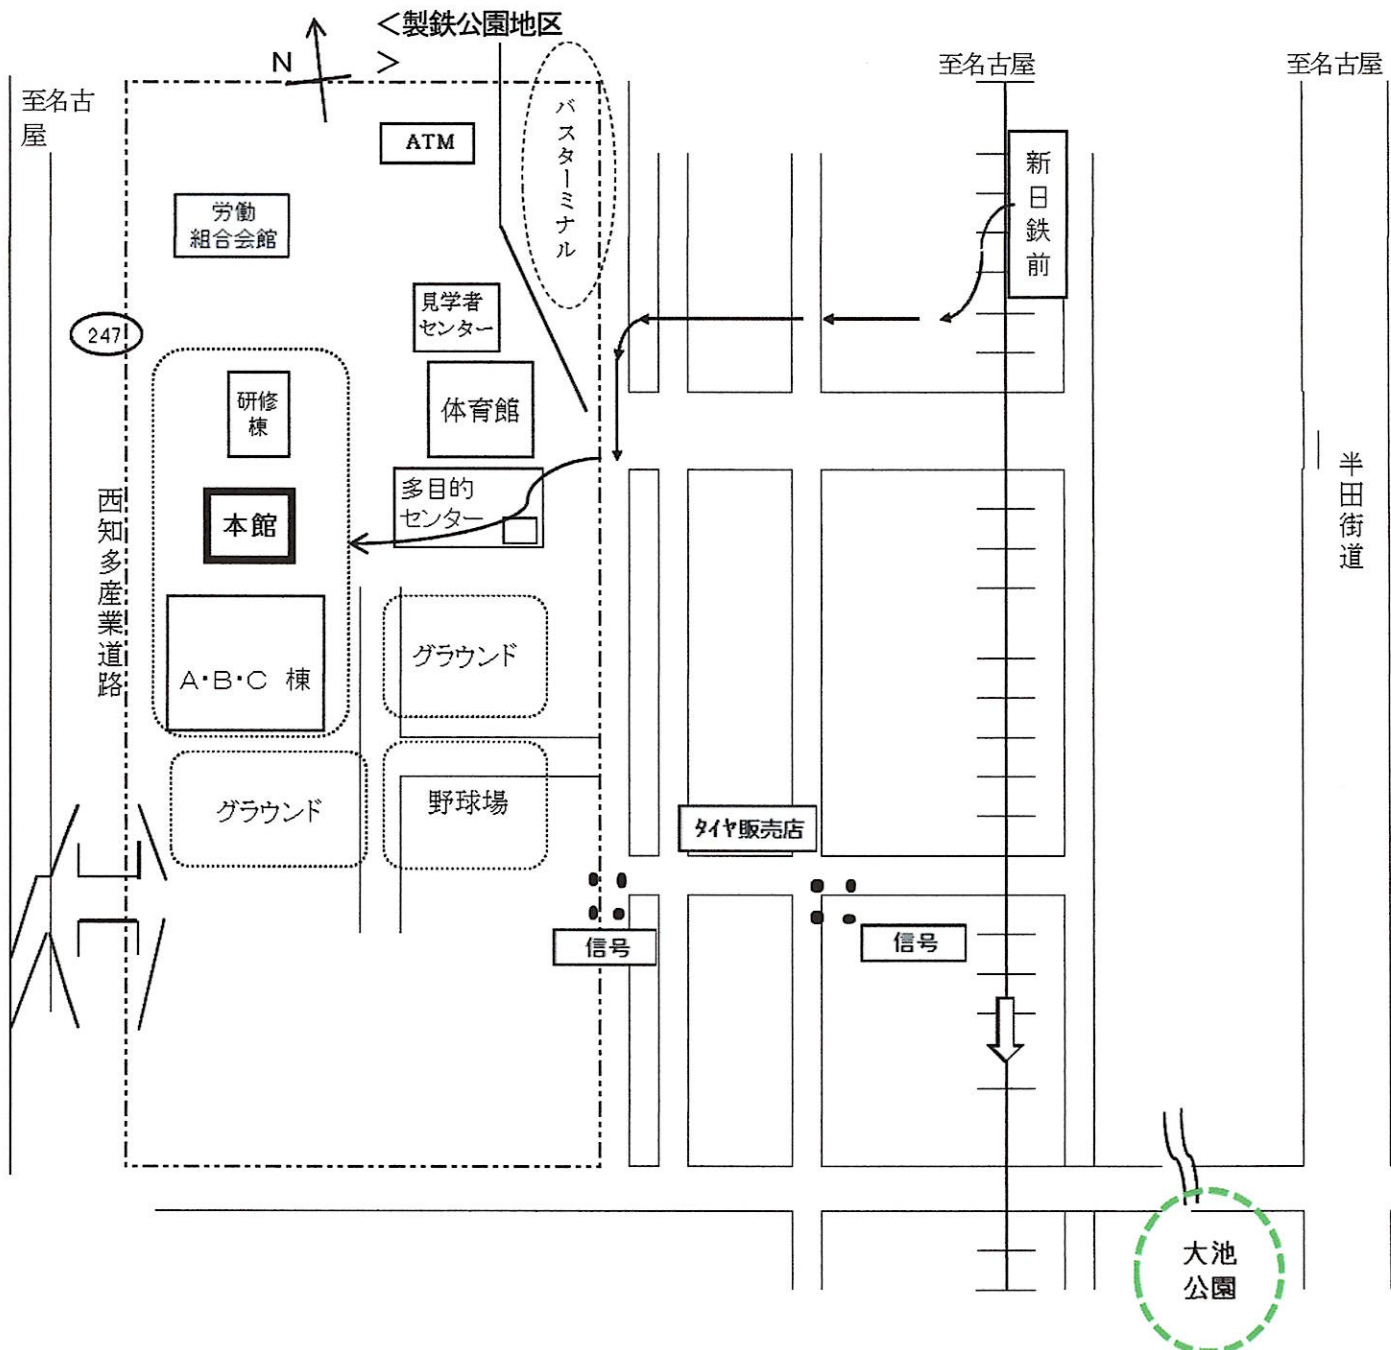 ＜製鉄公園地区
＞
N
至名古
屋
至名古屋
至名古屋
バスターミナル
ATM
新日鉄前
労働
組合会館
見学者
センター
247
研修
棟
体育館
多目的
センター
本館
西知多産業道路
半田街道
グラウンド
A･B･C 棟
グラウンド
野球場
ﾀｲﾔ販売店
信号
信号
大池
公園